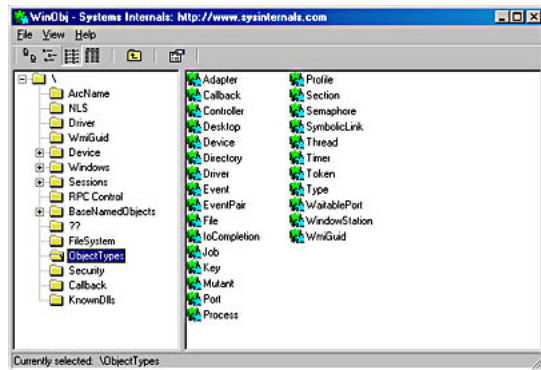 WinObj - Systems Internals: http://www.sysinternals.com
File View Help
\
ArcName
NLS
Driver
WmiGuid
Device
Windows
Sessions
RPC Control
BaseNamedObjects
??
FileSystem
ObjectTypes
Security
Callback
KnownDlls
Adapter
Callback
Controller
Desktop
Device
Directory
Driver
Event
EventPair
File
IoCompletion
Job
Key
Mutant
Port
Process
Profile
Section
Semaphore
SymbolicLink
Thread
Timer
Token
Type
WaitablePort
WindowStation
WmiGuid
Currently selected: \ObjectTypes